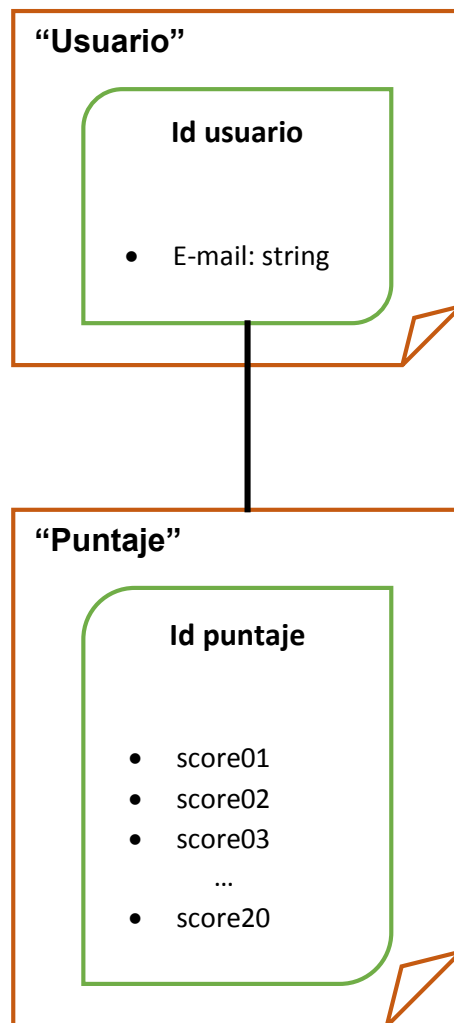 “Usuario”
Id usuario
• E-mail: string
“Puntaje”
Id puntaje
• score01
• score02
• score03
...
• score20